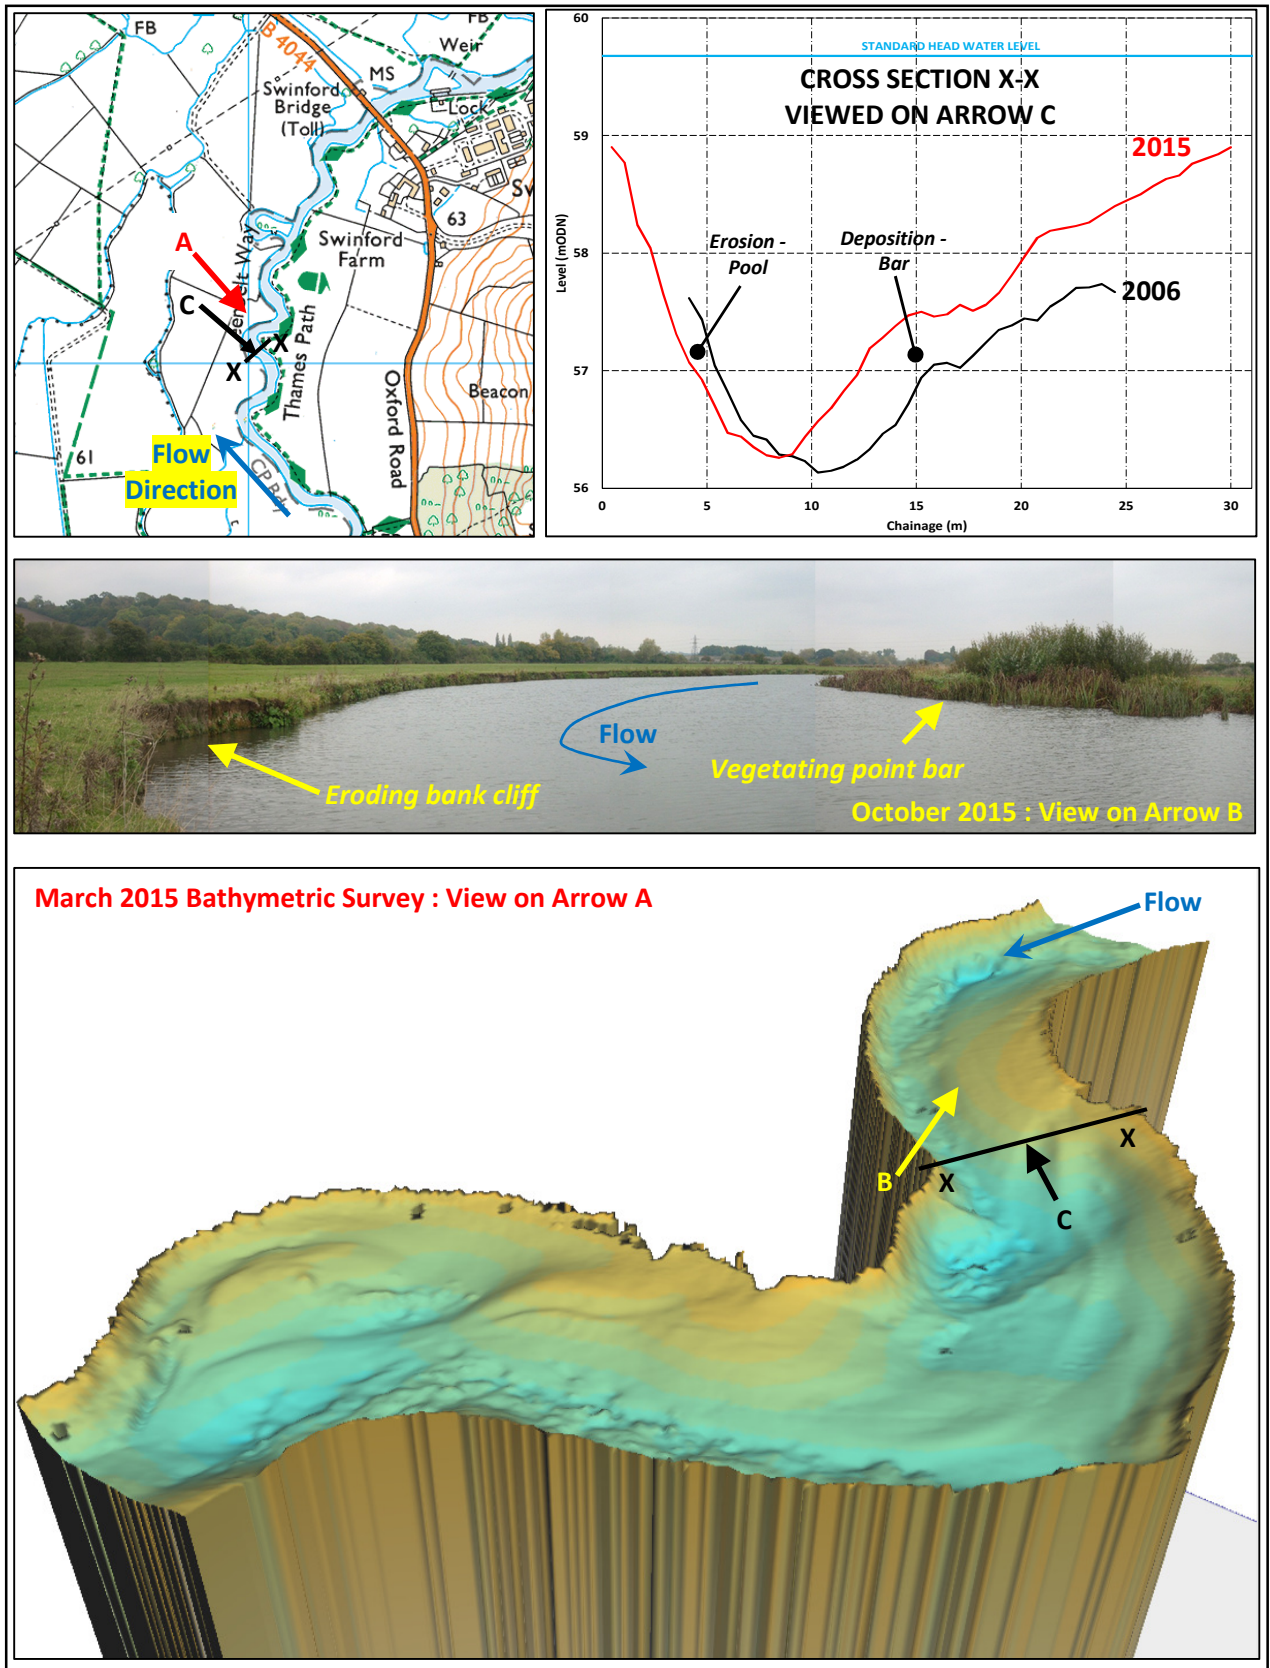 FB
B 4044
FB
Weir
MS
Swinford
Bridge
(Toll)
Lock
63
Swinford
Farm
A
C
X
X
Thames Path
Oxford Road
Beacon
61
Flow
Direction
CP Bdy
60
59
58
57
56
Level (mODN)
STANDARD HEAD WATER LEVEL
CROSS SECTION X-X
VIEWED ON ARROW C
2015
Erosion -
Pool
Deposition -
Bar
2006
0 5 10 15 20 25 30
Chainage (m)
Flow
Eroding bank cliff
Vegetating point bar
October 2015 : View on Arrow B
March 2015 Bathymetric Survey : View on Arrow A
Flow
X
X
B
C